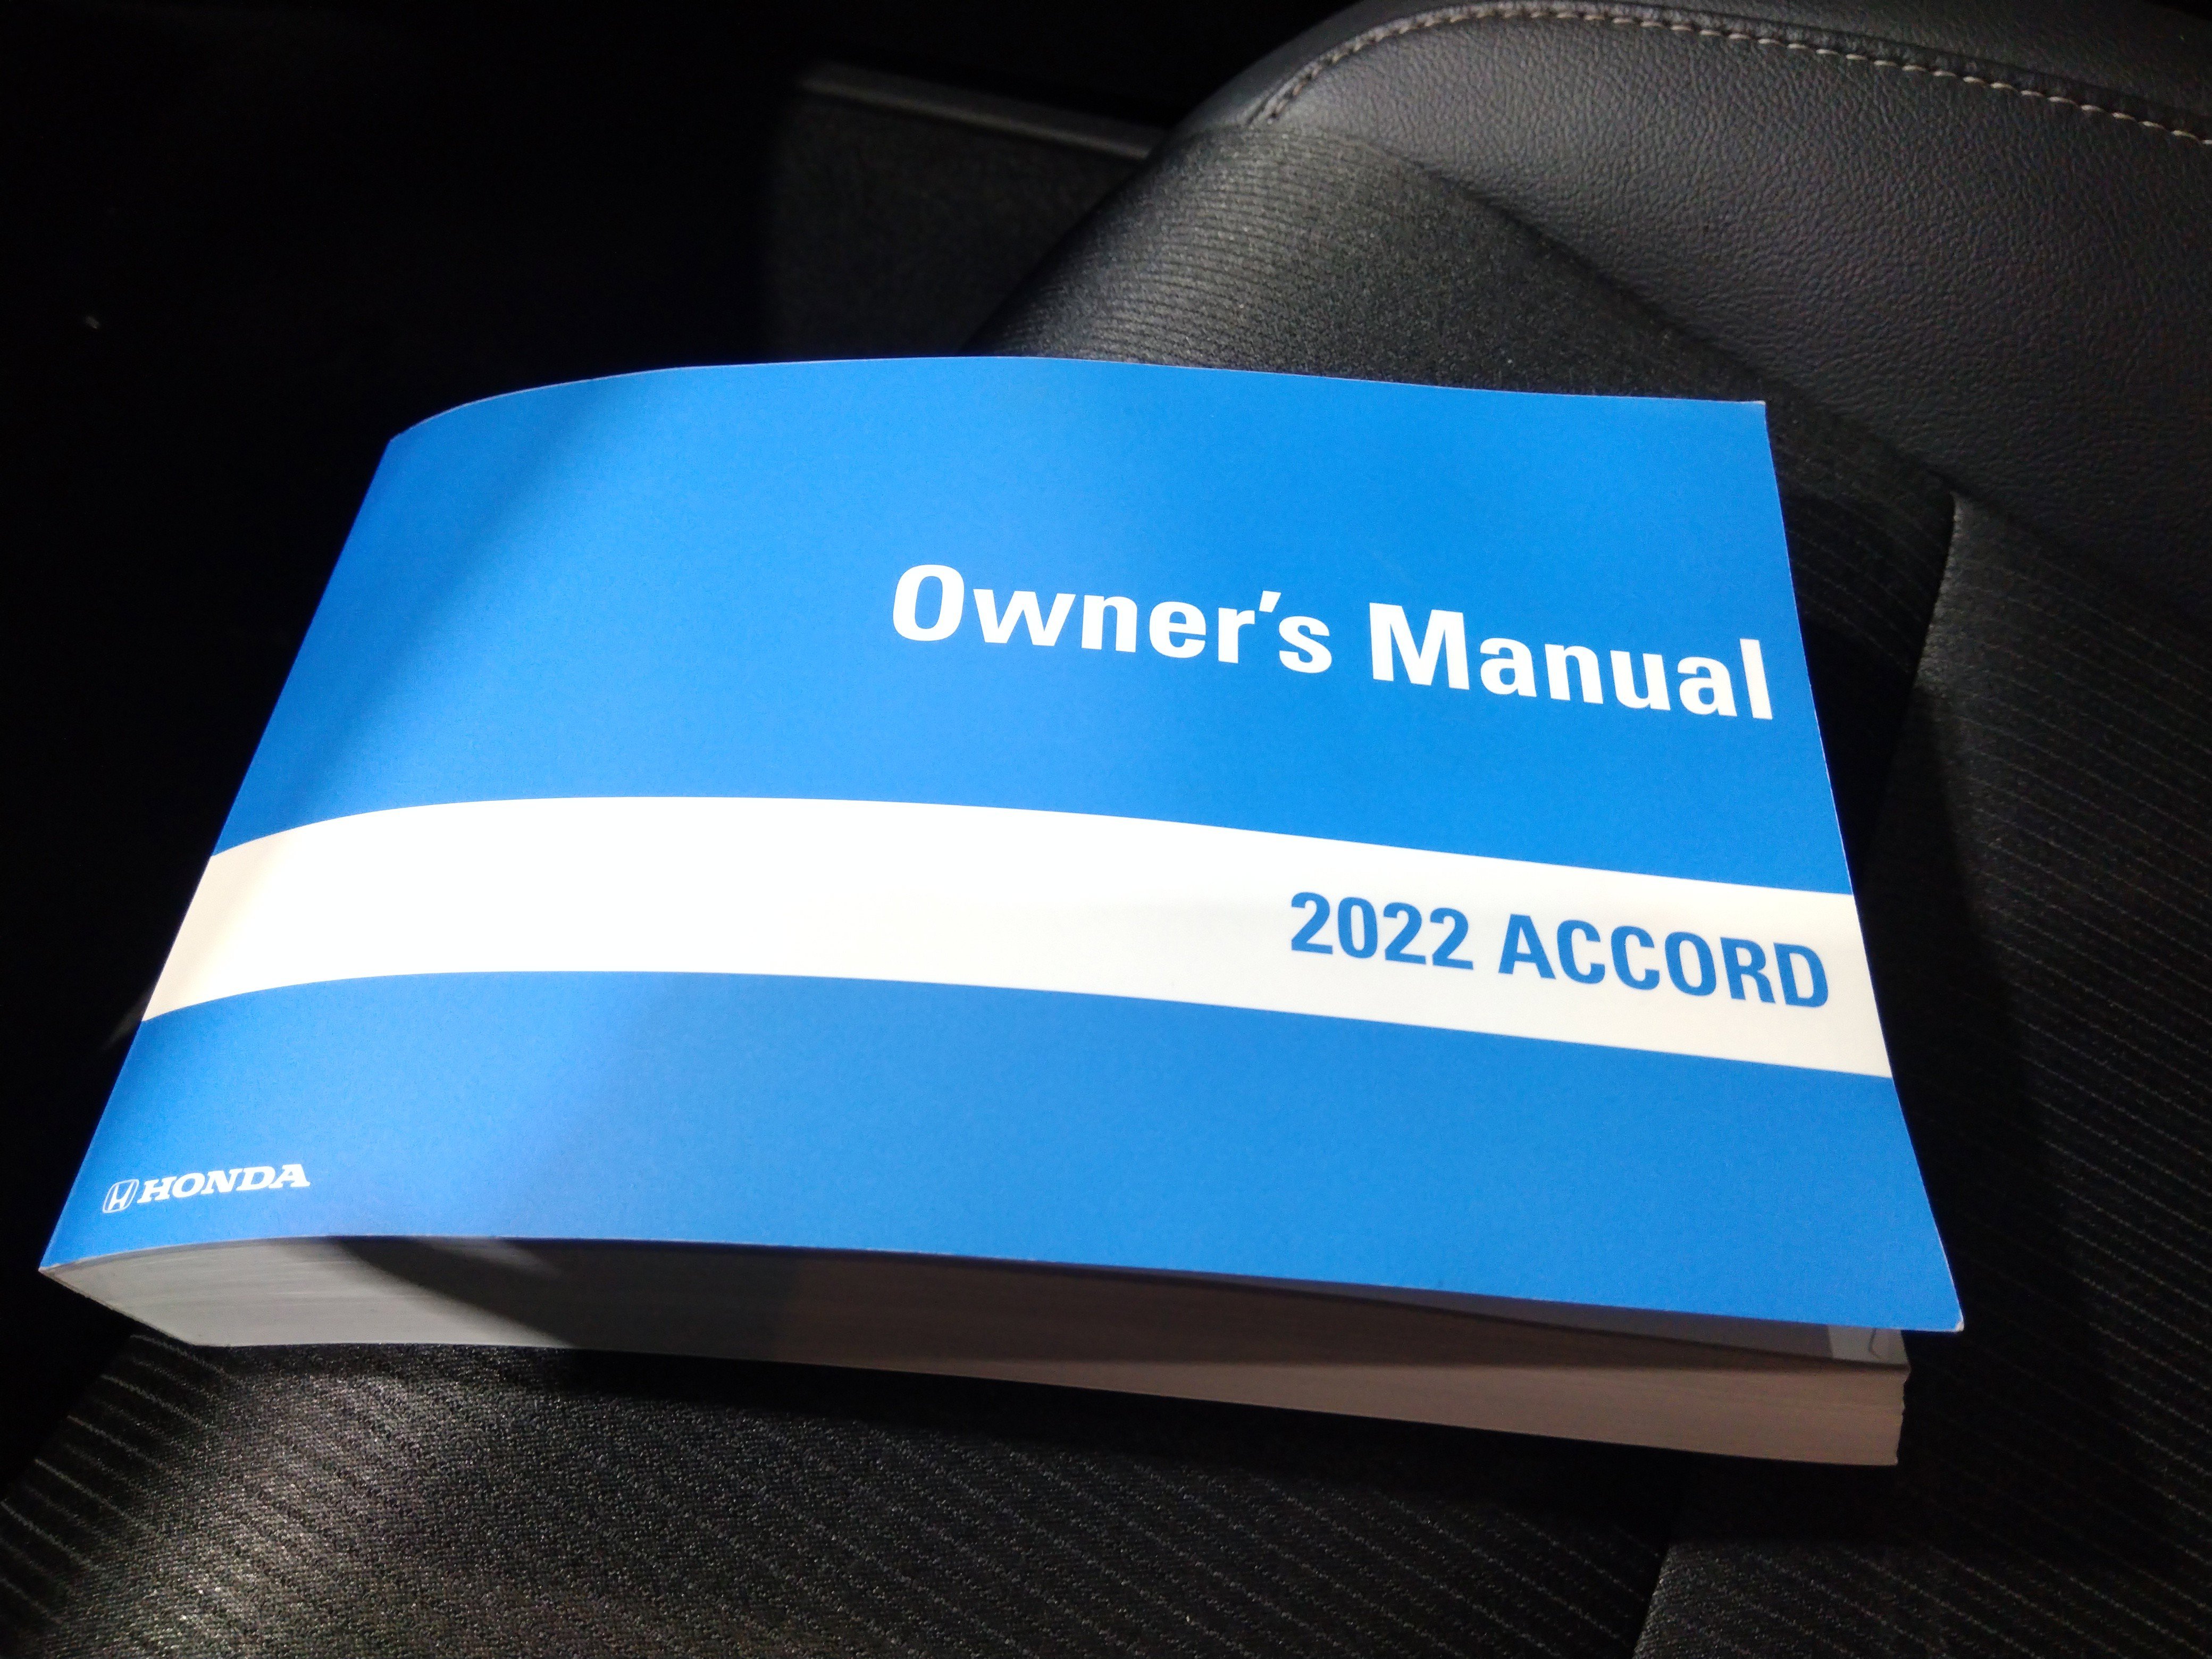 Owner's Manual
2022 ACCORD
HONDA